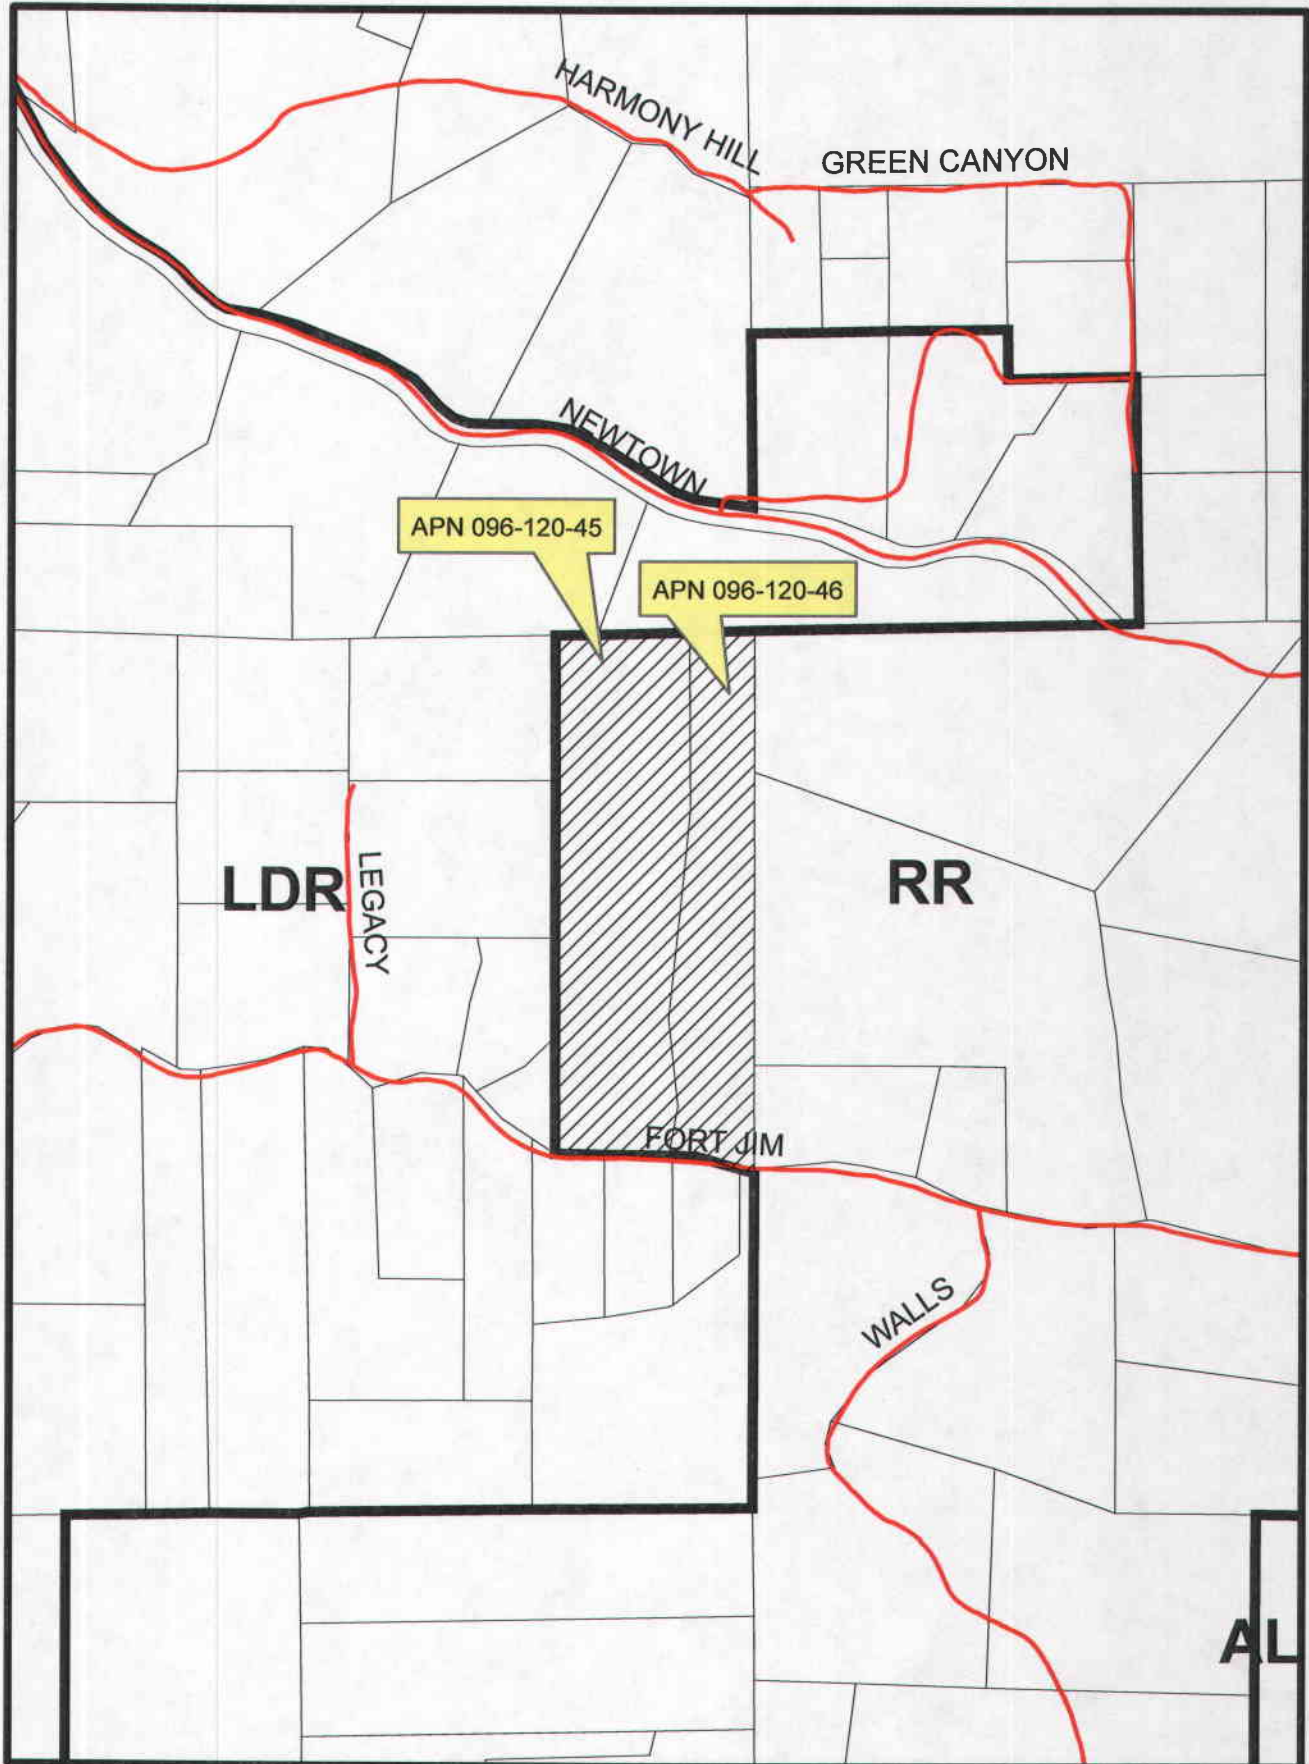 HARMONY HILL
GREEN CANYON
NEWTOWN
APN 096-120-45
APN 096-120-46
LDR
LEGACY
RR
FORT JIM
WALLS
AL